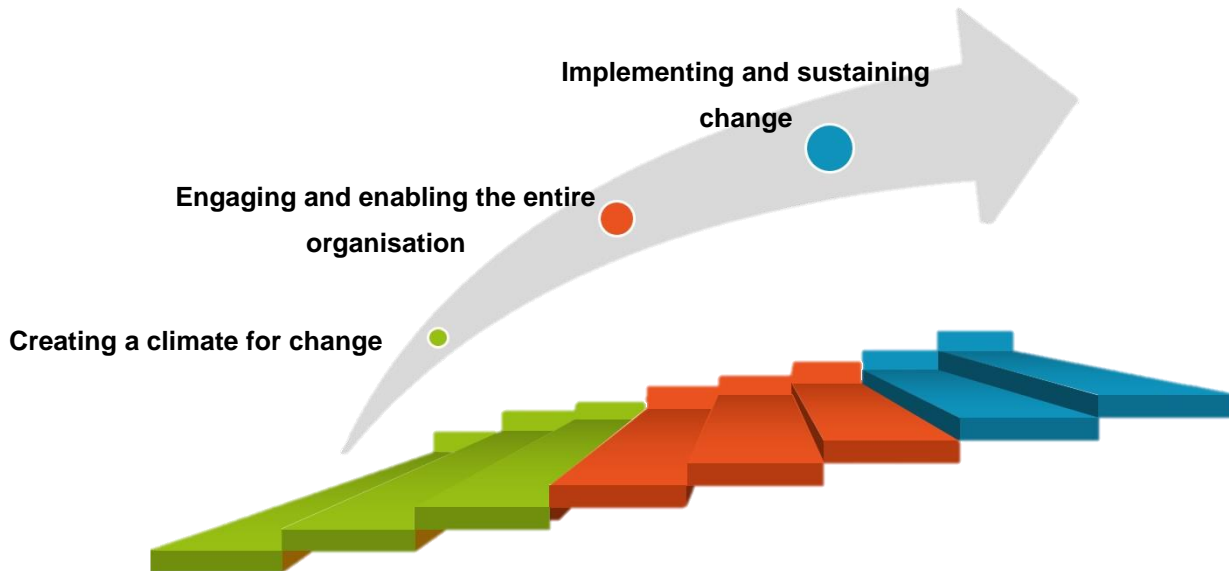 Implementing and sustaining
change
Engaging and enabling the entire
organisation
Creating a climate for change